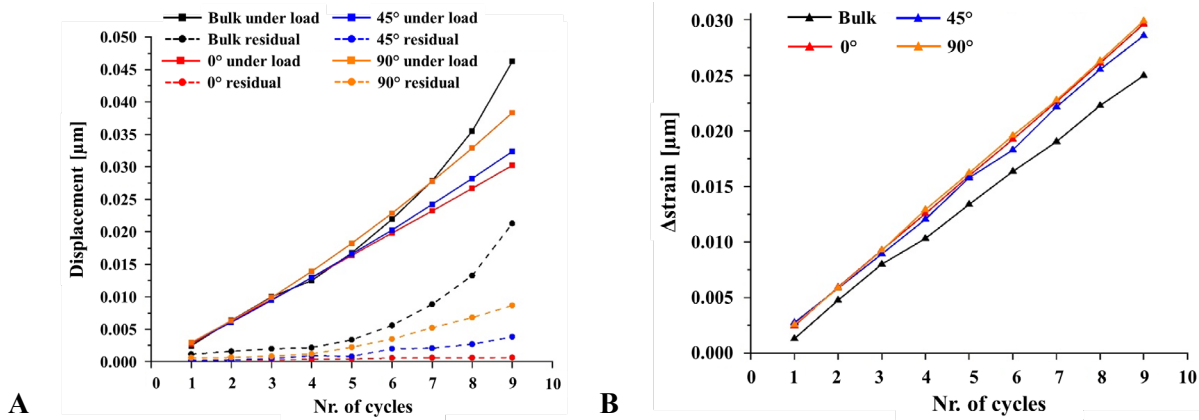 Bulk under load
Bulk residual
0° under load
0° residual
45° under load
45° residual
90° under load
90° residual
0.050
0.045
0.040
0.035
0.030
0.025
0.020
0.015
0.010
0.005
0.000
Displacement [μm]
0 1 2 3 4 5 6 7 8 9 10
Nr. of cycles
A
Bulk
0°
45°
90°
0.030
0.025
0.020
0.015
0.010
0.005
0.000
Δstrain [μm]
0 1 2 3 4 5 6 7 8 9 10
Nr. of cycles
B